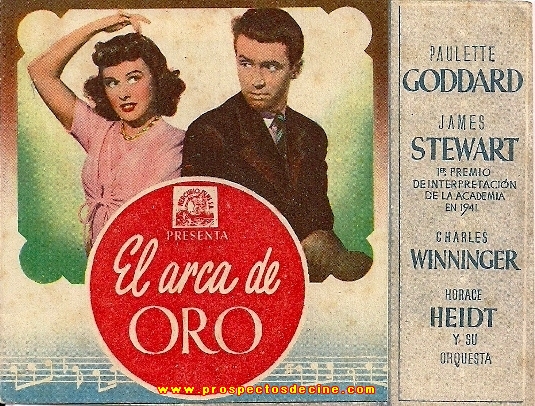 PRESENTA
El arca de
ORO
PAULETTE
GODDARD
JAMES
STEWART
1er PREMIO
DE INTERPRETACIÓN
DE LA ACADEMIA
EN 1941
CHARLES
WINNINGER
HORACE
HEIDT
Y SU
ORQUESTA
www.prospectosdecine.com